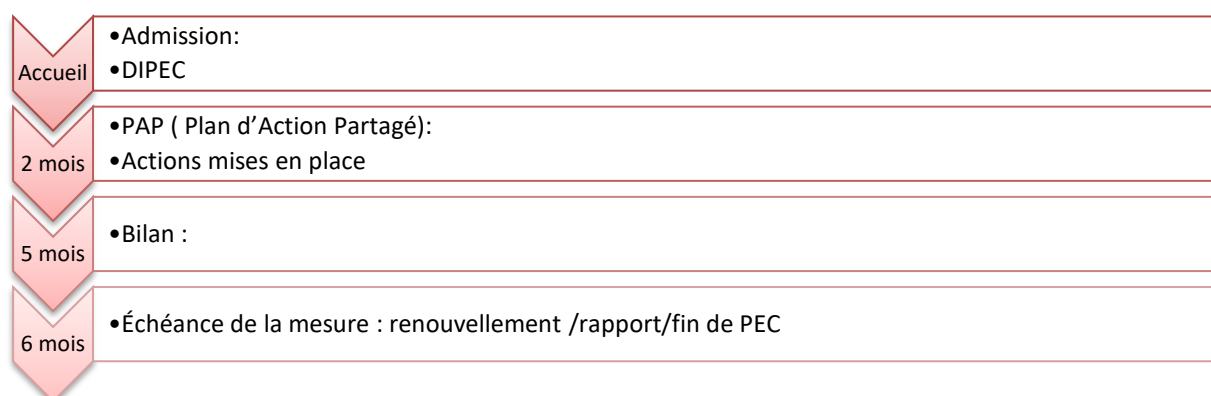 Accueil
•Admission:
•DIPEC
2 mois
•PAP ( Plan d’Action Partagé):
•Actions mises en place
5 mois
•Bilan :
6 mois
•Échéance de la mesure : renouvellement /rapport/fin de PEC